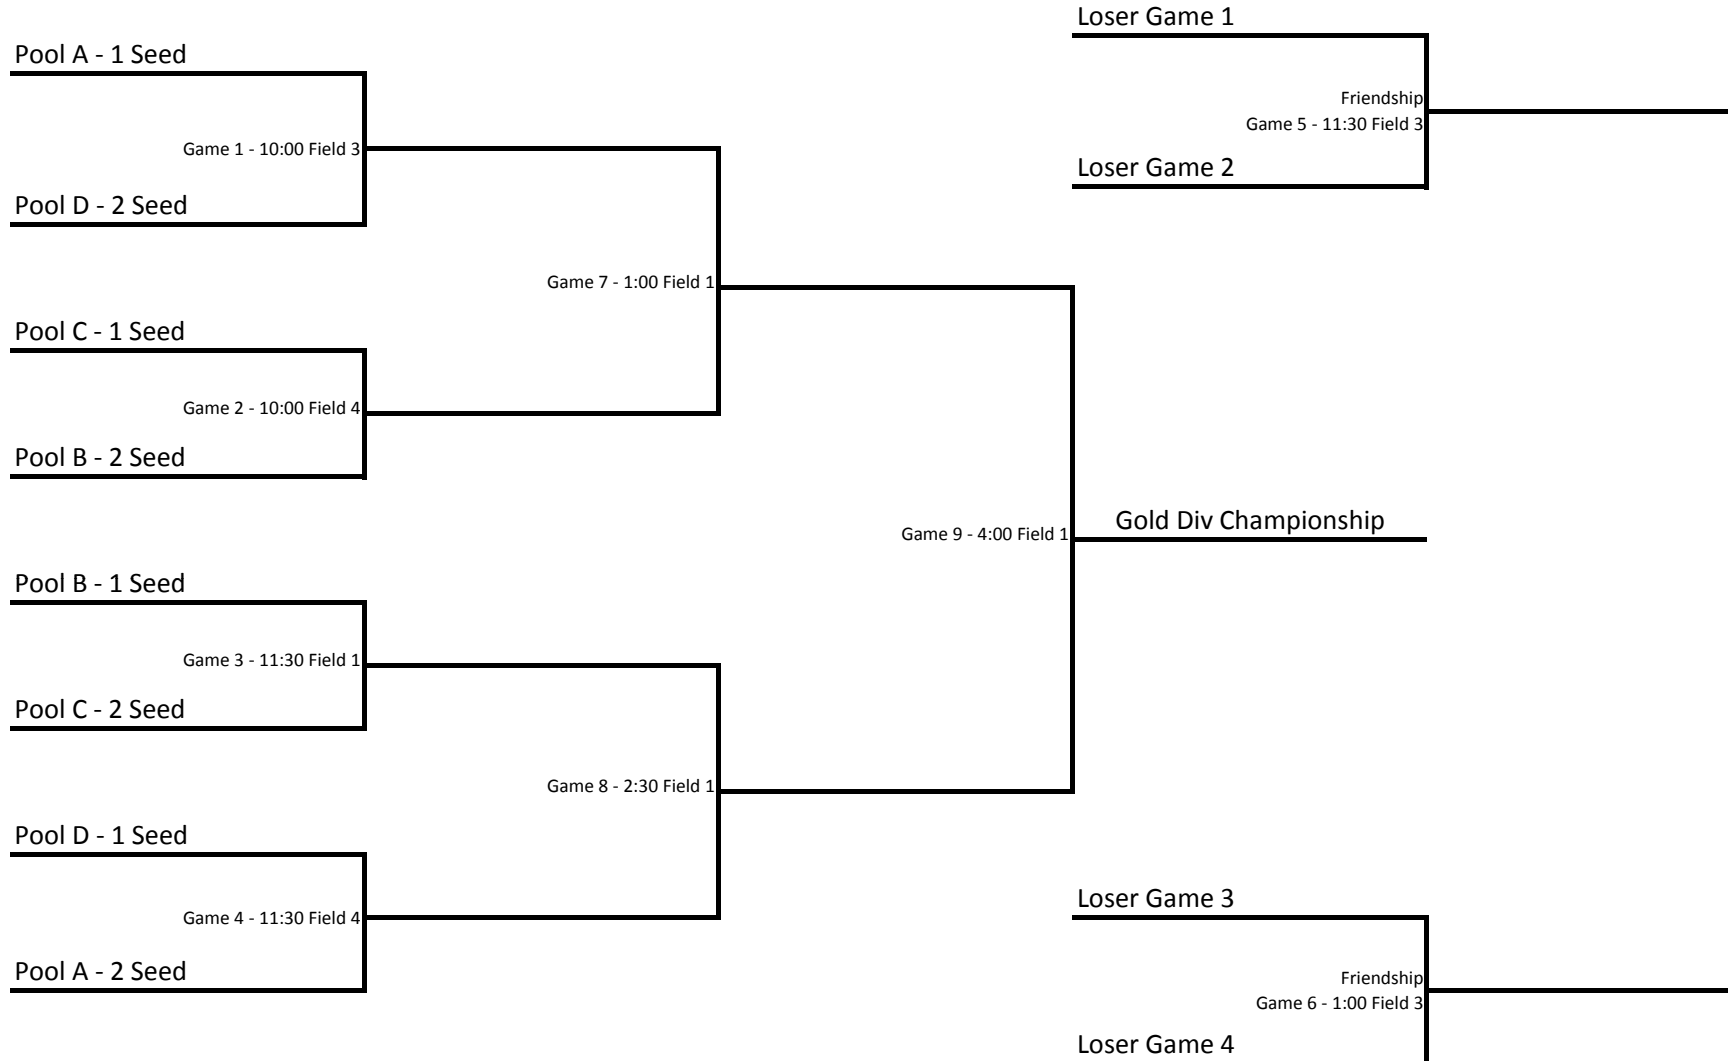 Loser Game 1
Pool A - 1 Seed
Friendship
Game 5 - 11:30 Field 3
Game 1 - 10:00 Field 3
Loser Game 2
Pool D - 2 Seed
Game 7 - 1:00 Field 1
Pool C - 1 Seed
Game 2 - 10:00 Field 4
Pool B - 2 Seed
Gold Div Championship
Game 9 - 4:00 Field 1
Pool B - 1 Seed
Game 3 - 11:30 Field 1
Pool C - 2 Seed
Game 8 - 2:30 Field 1
Pool D - 1 Seed
Loser Game 3
Game 4 - 11:30 Field 4
Pool A - 2 Seed
Friendship
Game 6 - 1:00 Field 3
Loser Game 4